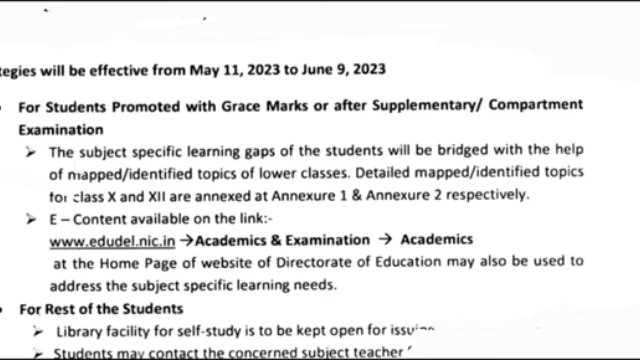 tegies will be effective from May 11, 2023 to June 9, 2023
For Students Promoted with Grace Marks or after Supplementary/ Compartment
Examination
➢ The subject specific learning gaps of the students will be bridged with the help
of mapped/identified topics of lower classes. Detailed mapped/identified topics
for class X and XII are annexed at Annexure 1 & Annexure 2 respectively.
➢ E – Content available on the link:-
www.edudel.nic.in →Academics & Examination → Academics
at the Home Page of website of Directorate of Education may also be used to
address the subject specific learning needs.
• For Rest of the Students
➢ Library facility for self-study is to be kept open for
➢ Students may contact the concerned subject teacher